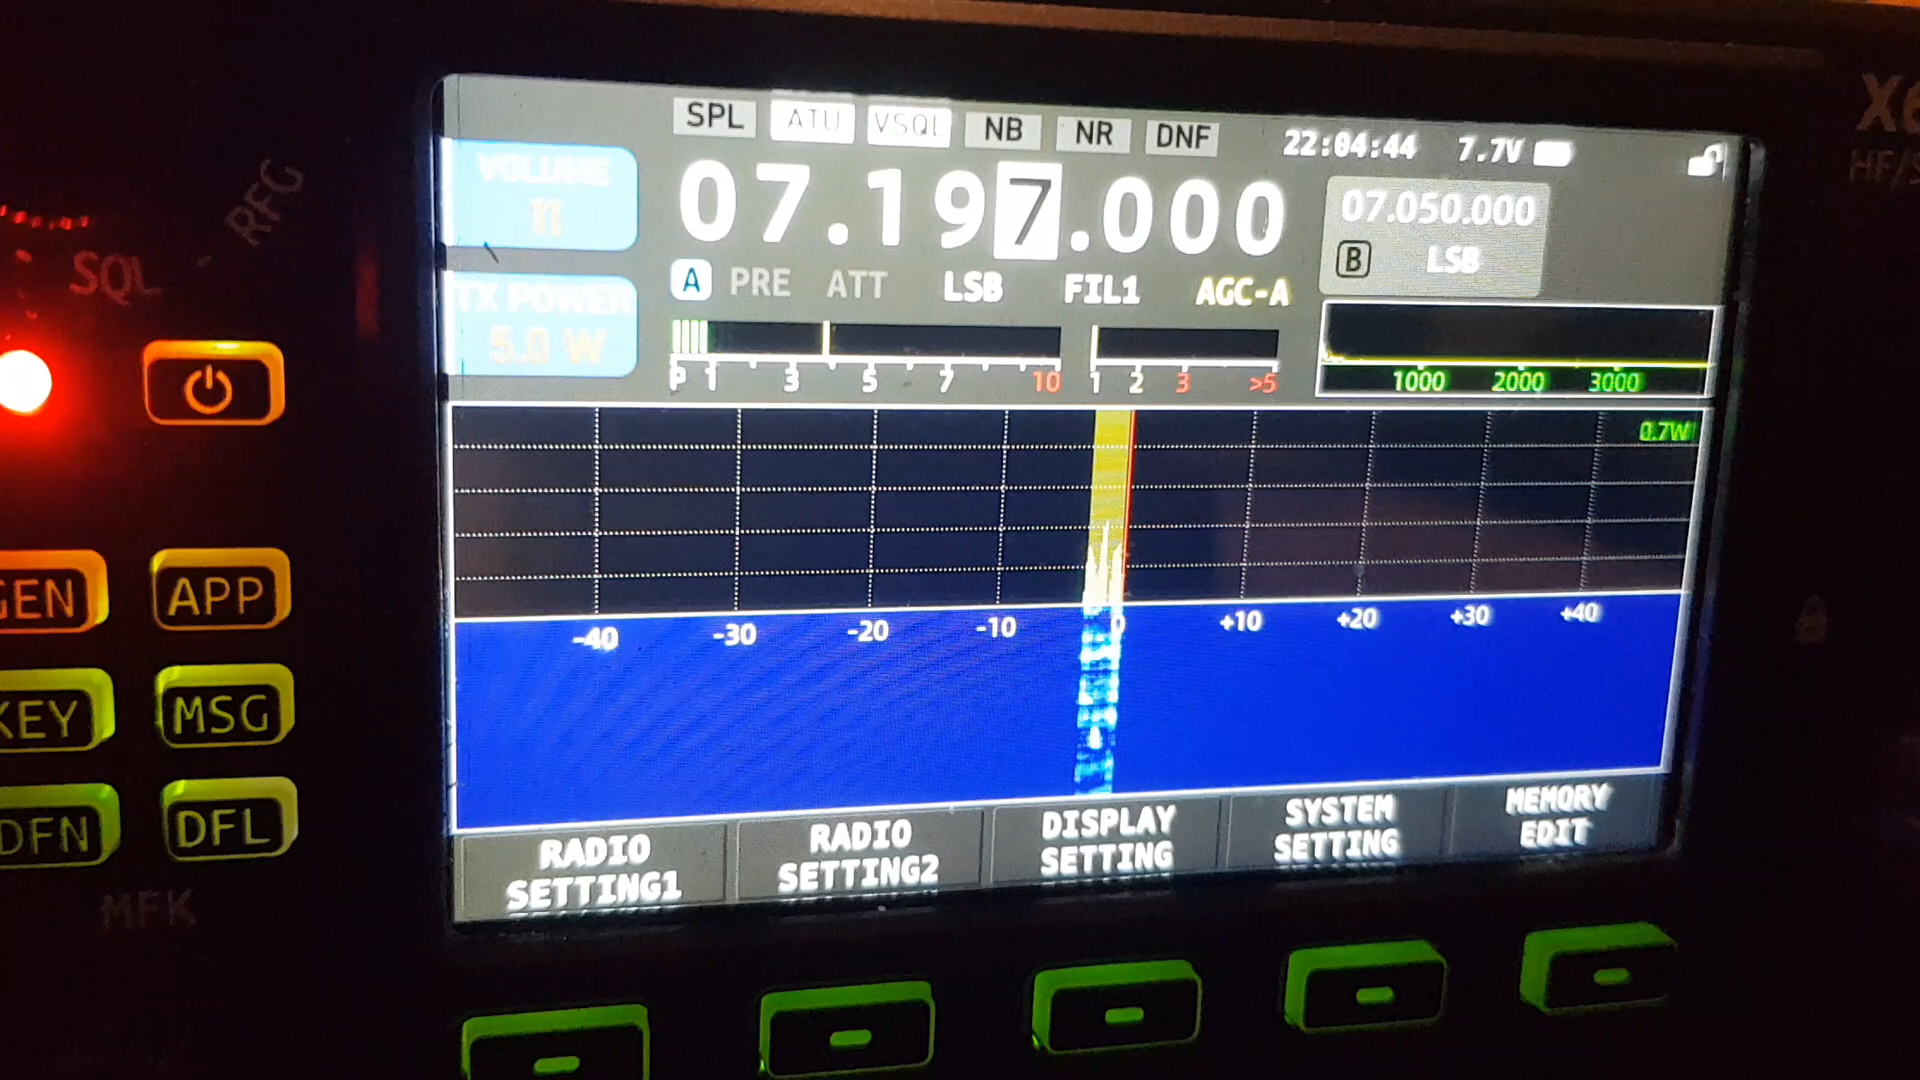 SPL ATU VSQL NB NR DNF 22:04:44 7.7V
VOLUME
11
07.197.000
07.050.000
B LSB
A PRE ATT LSB FIL1 AGC-A
TX POWER
5.0 W
P 1 3 5 7 10 1 2 3 >5
1000 2000 3000
0.7W
-40 -30 -20 -10 0 +10 +20 +30 +40
RADIO SETTING1
RADIO SETTING2
DISPLAY SETTING
SYSTEM SETTING
MEMORY EDIT
RFG
SQL
GEN APP
KEY MSG
DFN DFL
MFK
HF/